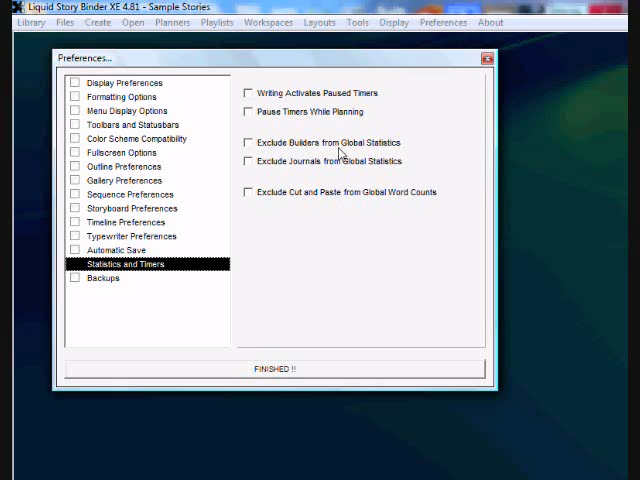 Liquid Story Binder XE 4.81 - Sample Stories
Library Files Create Open Planners Playlists Workspaces Layouts Tools Display Preferences About
Preferences...
Display Preferences
Formatting Options
Menu Display Options
Toolbars and Statusbars
Color Scheme Compatibility
Fullscreen Options
Outline Preferences
Gallery Preferences
Sequence Preferences
Storyboard Preferences
Timeline Preferences
Typewriter Preferences
Automatic Save
Statistics and Timers
Backups
Writing Activates Paused Timers
Pause Timers While Planning
Exclude Builders from Global Statistics
Exclude Journals from Global Statistics
Exclude Cut and Paste from Global Word Counts
FINISHED !!